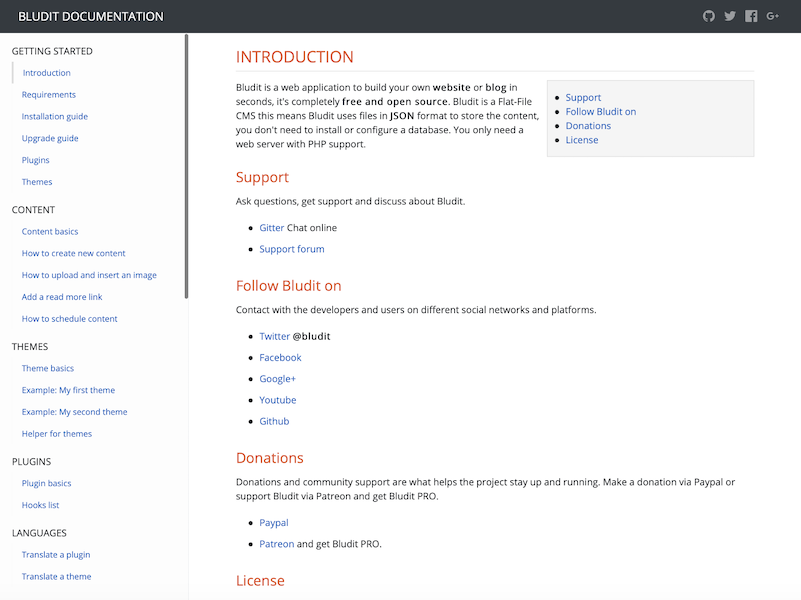 BLUDIT DOCUMENTATION
GETTING STARTED
Introduction
Requirements
Installation guide
Upgrade guide
Plugins
Themes
CONTENT
Content basics
How to create new content
How to upload and insert an image
Add a read more link
How to schedule content
THEMES
Theme basics
Example: My first theme
Example: My second theme
Helper for themes
PLUGINS
Plugin basics
Hooks list
LANGUAGES
Translate a plugin
Translate a theme
INTRODUCTION
Bludit is a web application to build your own website or blog in
seconds, it's completely free and open source. Bludit is a Flat-File
CMS this means Bludit uses files in JSON format to store the content,
you don't need to install or configure a database. You only need a
web server with PHP support.
Support
Follow Bludit on
Donations
License
Support
Ask questions, get support and discuss about Bludit.
Gitter Chat online
Support forum
Follow Bludit on
Contact with the developers and users on different social networks and platforms.
Twitter @bludit
Facebook
Google+
Youtube
Github
Donations
Donations and community support are what helps the project stay up and running. Make a donation via Paypal or
support Bludit via Patreon and get Bludit PRO.
Paypal
Patreon and get Bludit PRO.
License